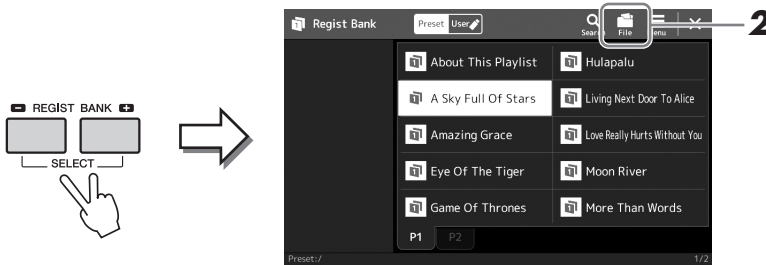 Regist Bank Preset User Search File Menu 2
About This Playlist Hulapalu
A Sky Full Of Stars Living Next Door To Alice
- REGIST BANK +
Amazing Grace Love Really Hurts Without You
SELECT
Eye Of The Tiger Moon River
Game Of Thrones More Than Words
P1 P2
Preset:/ 1/2